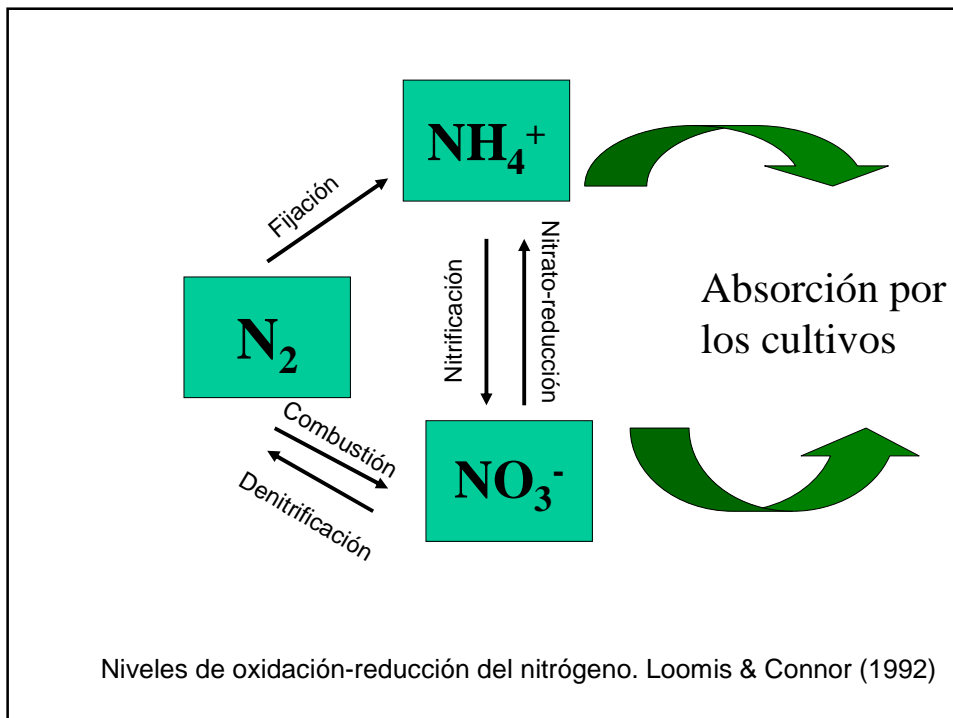 NH₄⁺
Fijación
N₂
Nitrificación
Nitrato-reducción
Absorción por
los cultivos
Combustión
Denitrificación
NO₃⁻
Niveles de oxidación-reducción del nitrógeno. Loomis & Connor (1992)